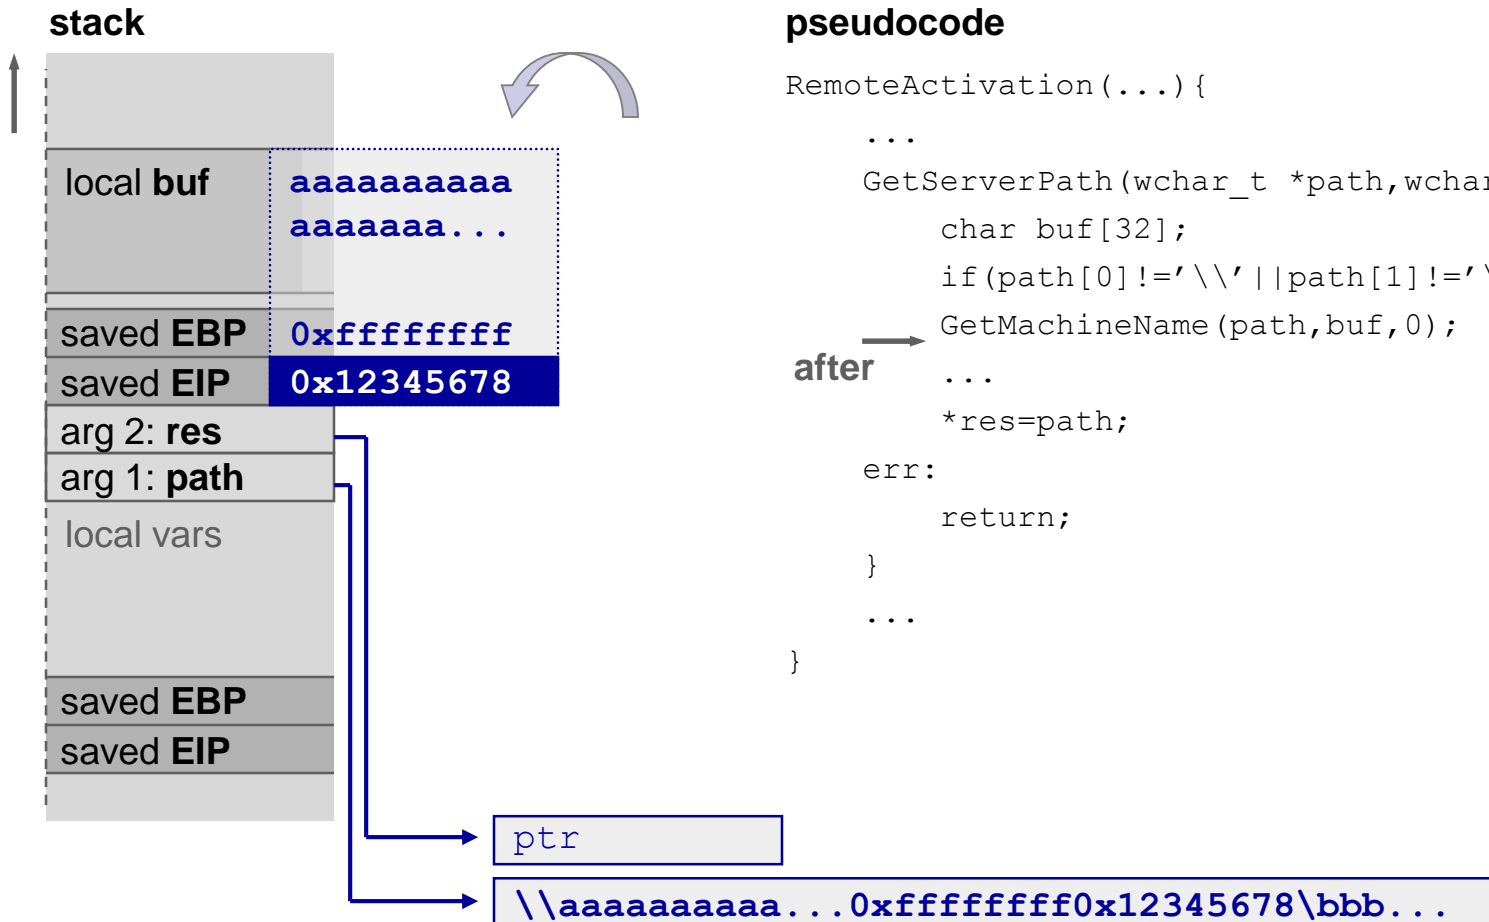 stack
local buf
aaaaaaaaaa
aaaaaaa...
saved EBP
0xffffffff
saved EIP
0x12345678
arg 2: res
arg 1: path
local vars
saved EBP
saved EIP
ptr
\\aaaaaaaaaa...0xffffffff0x12345678\bbb...
pseudocode
RemoteActivation(...){
...
GetServerPath(wchar_t *path,wchar
char buf[32];
if(path[0]!='\\'||path[1]!='\
GetMachineName(path,buf,0);
after
...
*res=path;
err:
return;
}
...
}